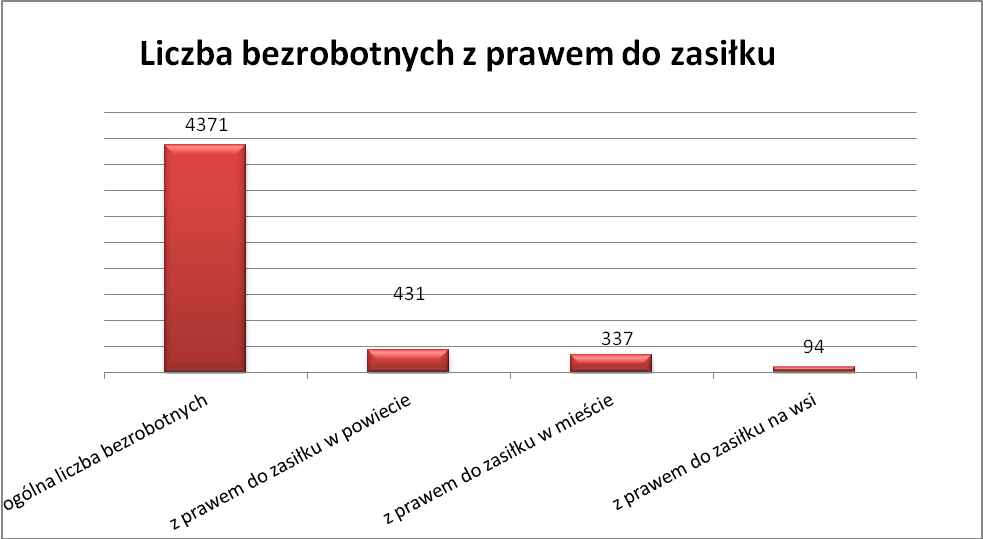 Liczba bezrobotnych z prawem do zasiłku
4371
431
337
94
ogólna liczba bezrobotnych
z prawem do zasiłku w powiecie
z prawem do zasiłku w mieście
z prawem do zasiłku na wsi